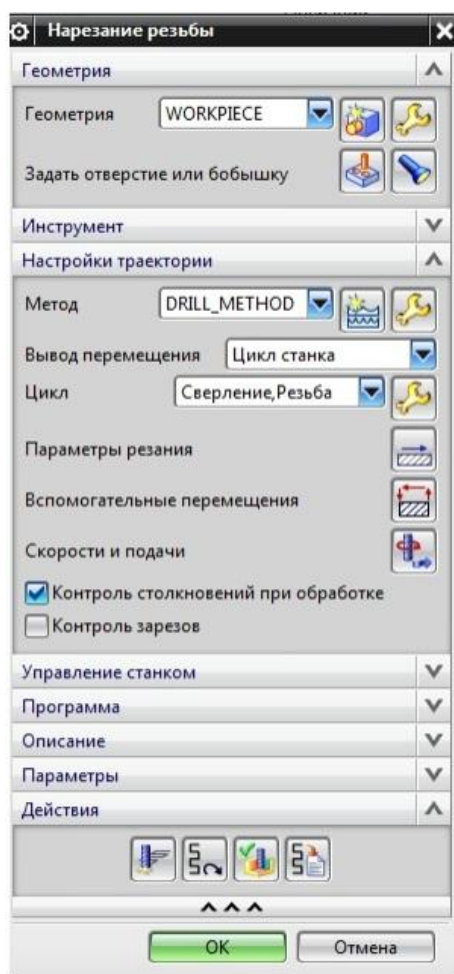 Нарезание резьбы
Геометрия
Геометрия WORKPIECE
Задать отверстие или бобышку
Инструмент
Настройки траектории
Метод DRILL_METHOD
Вывод перемещения Цикл станка
Цикл Сверление,Резьба
Параметры резания
Вспомогательные перемещения
Скорости и подачи
Контроль столкновений при обработке
Контроль зарезов
Управление станком
Программа
Описание
Параметры
Действия
OK Отмена